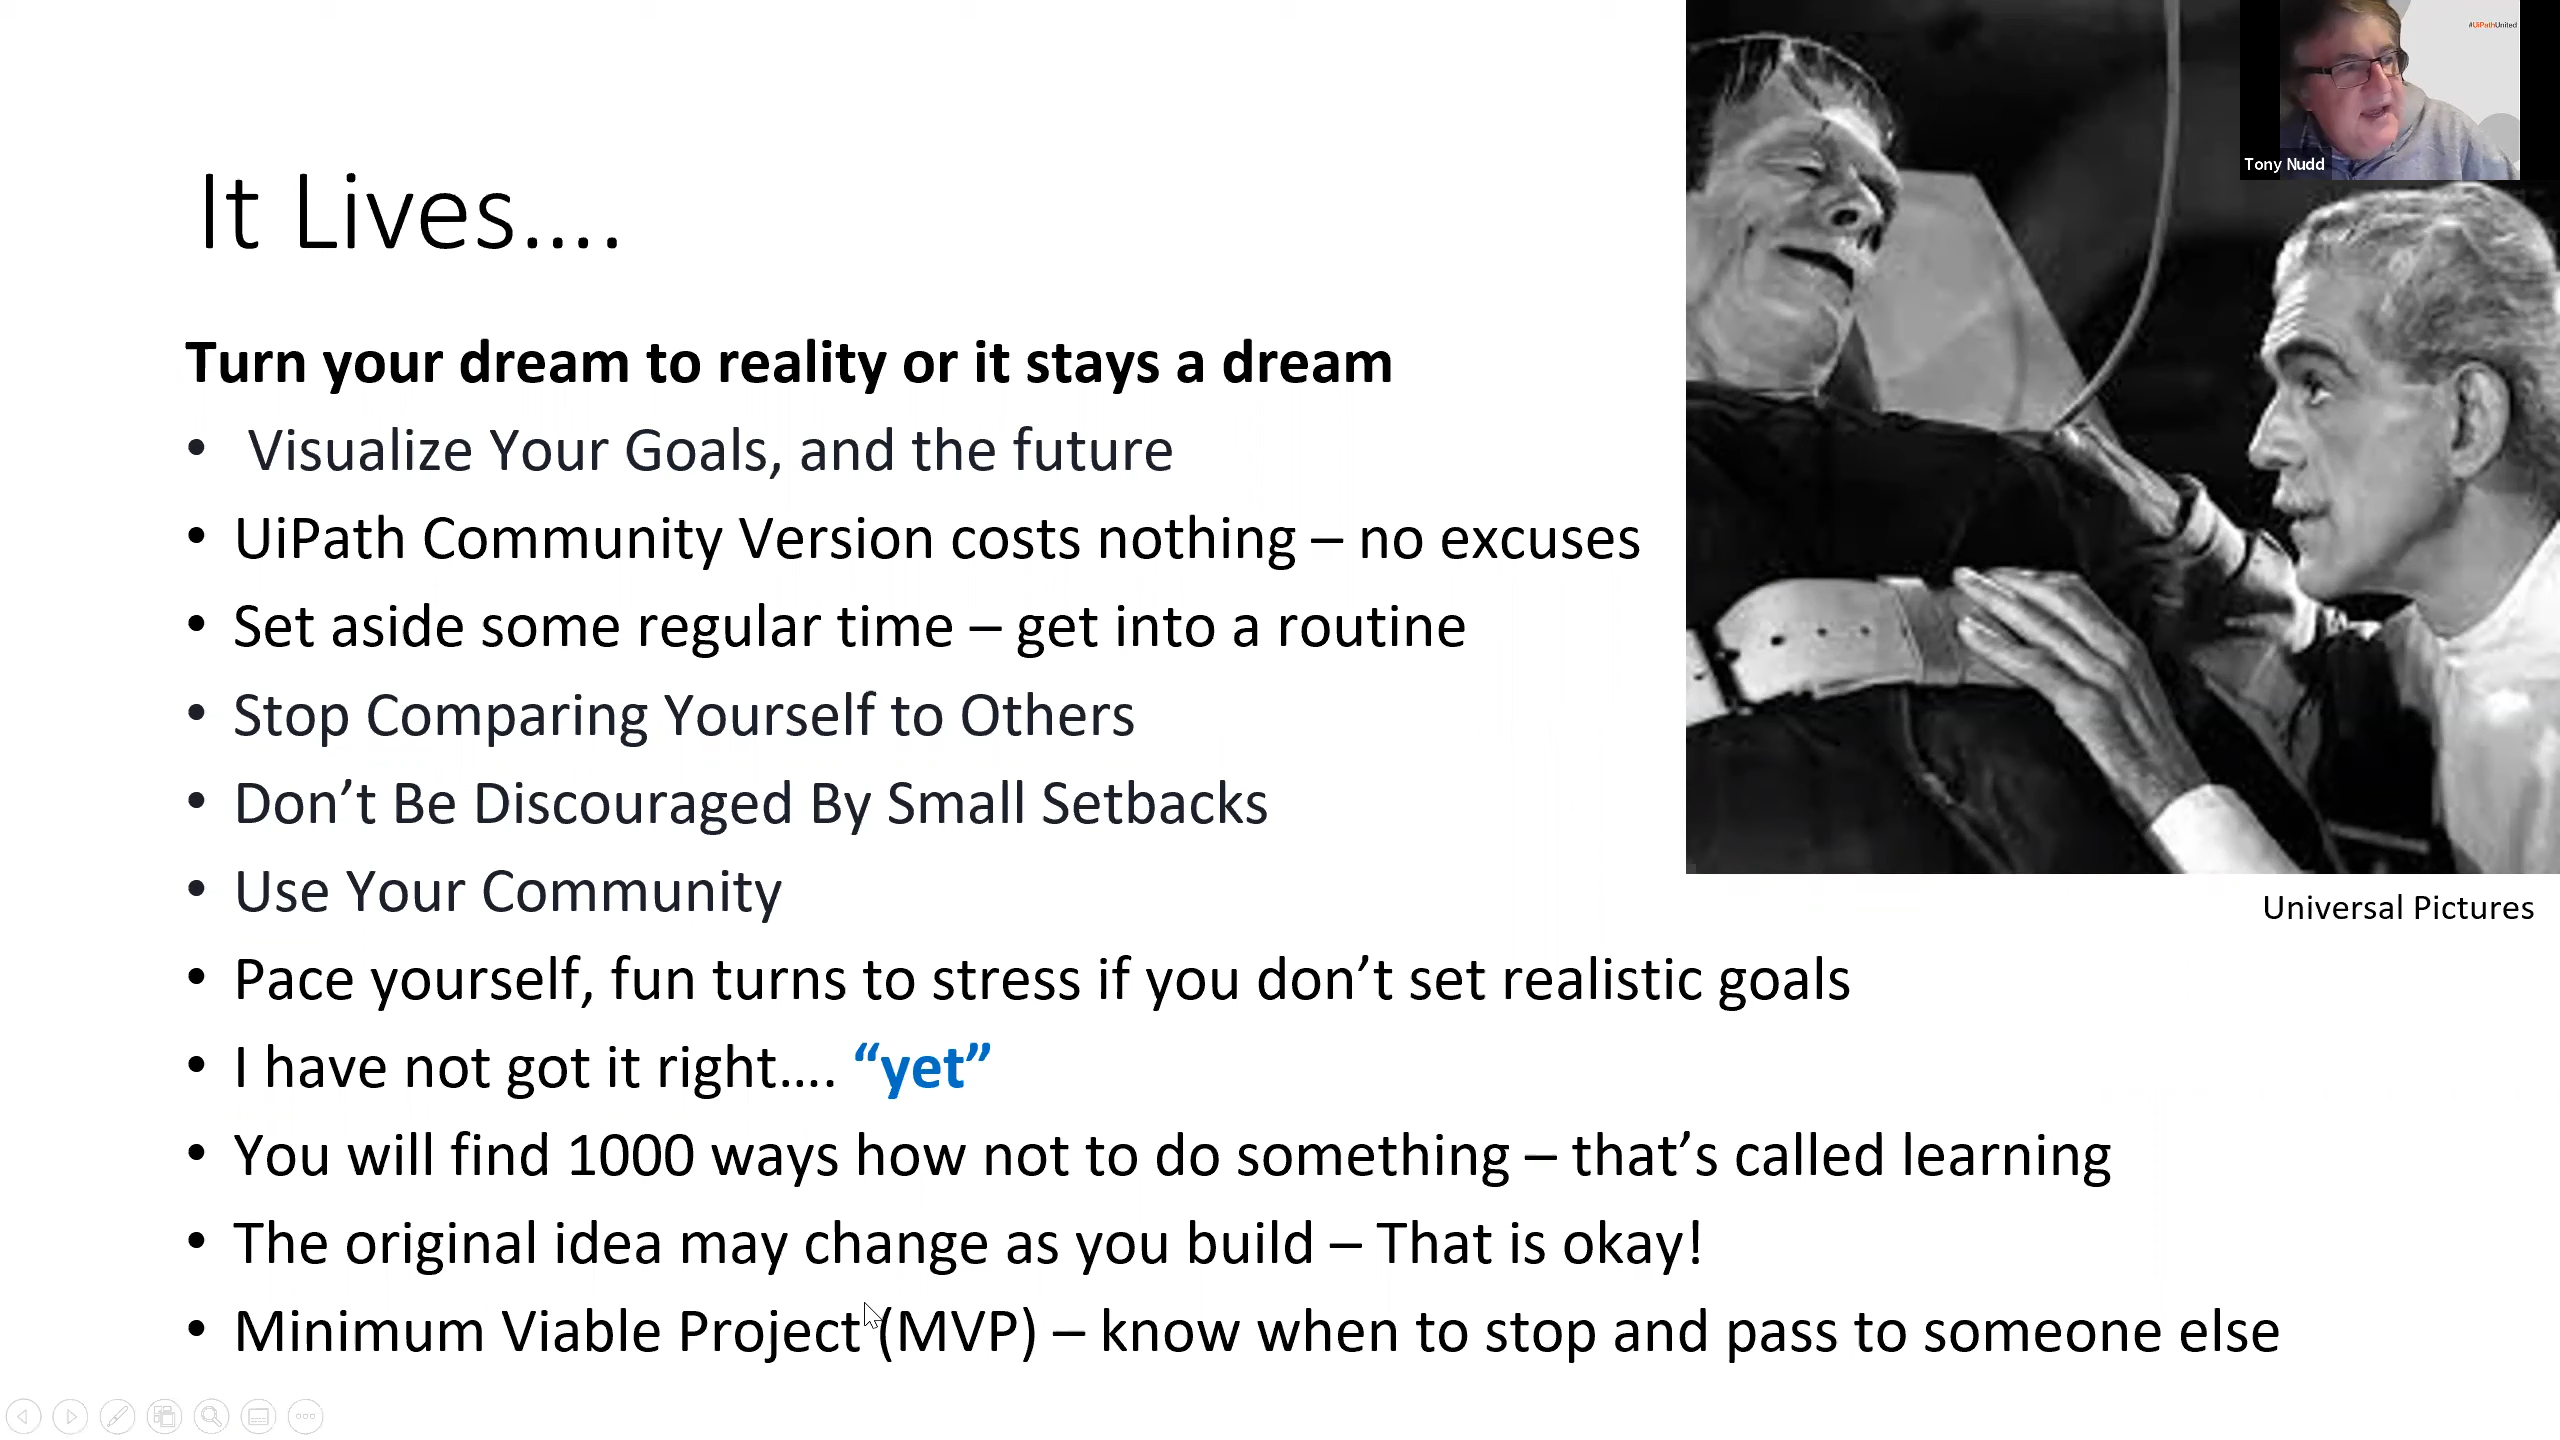 #UiPathUnited
Tony Nudd
It Lives....
Turn your dream to reality or it stays a dream
• Visualize Your Goals, and the future
• UiPath Community Version costs nothing – no excuses
• Set aside some regular time – get into a routine
• Stop Comparing Yourself to Others
• Don’t Be Discouraged By Small Setbacks
• Use Your Community
Universal Pictures
• Pace yourself, fun turns to stress if you don’t set realistic goals
• I have not got it right.... “yet”
• You will find 1000 ways how not to do something – that’s called learning
• The original idea may change as you build – That is okay!
• Minimum Viable Project (MVP) – know when to stop and pass to someone else